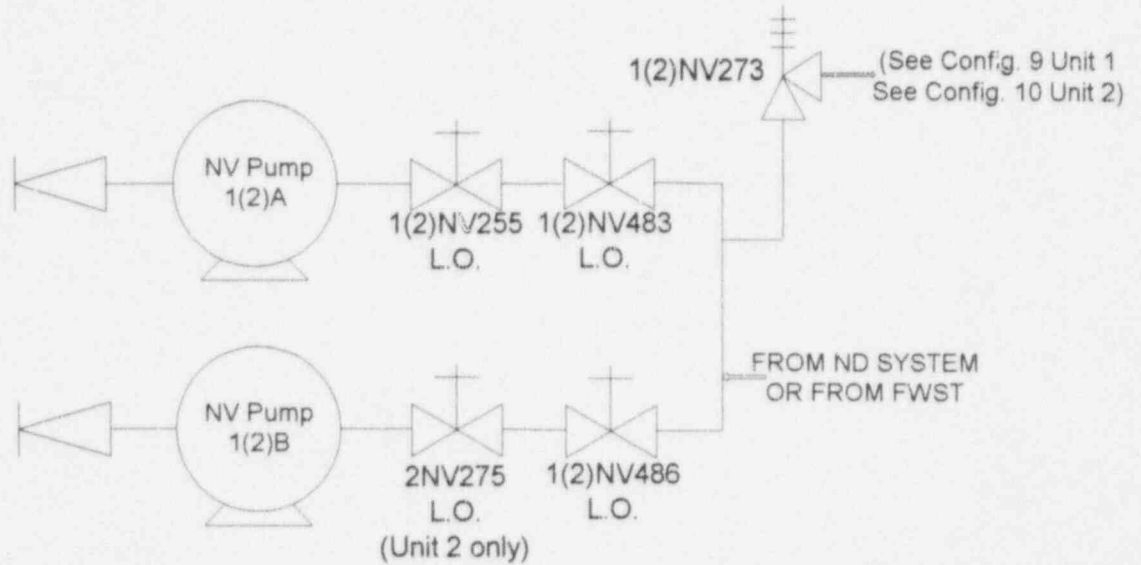 1(2)NV273
(See Config. 9 Unit 1
See Config. 10 Unit 2)
NV Pump
1(2)A
1(2)NV255
L.O.
1(2)NV483
L.O.
FROM ND SYSTEM
OR FROM FWST
NV Pump
1(2)B
2NV275
L.O.
(Unit 2 only)
1(2)NV486
L.O.